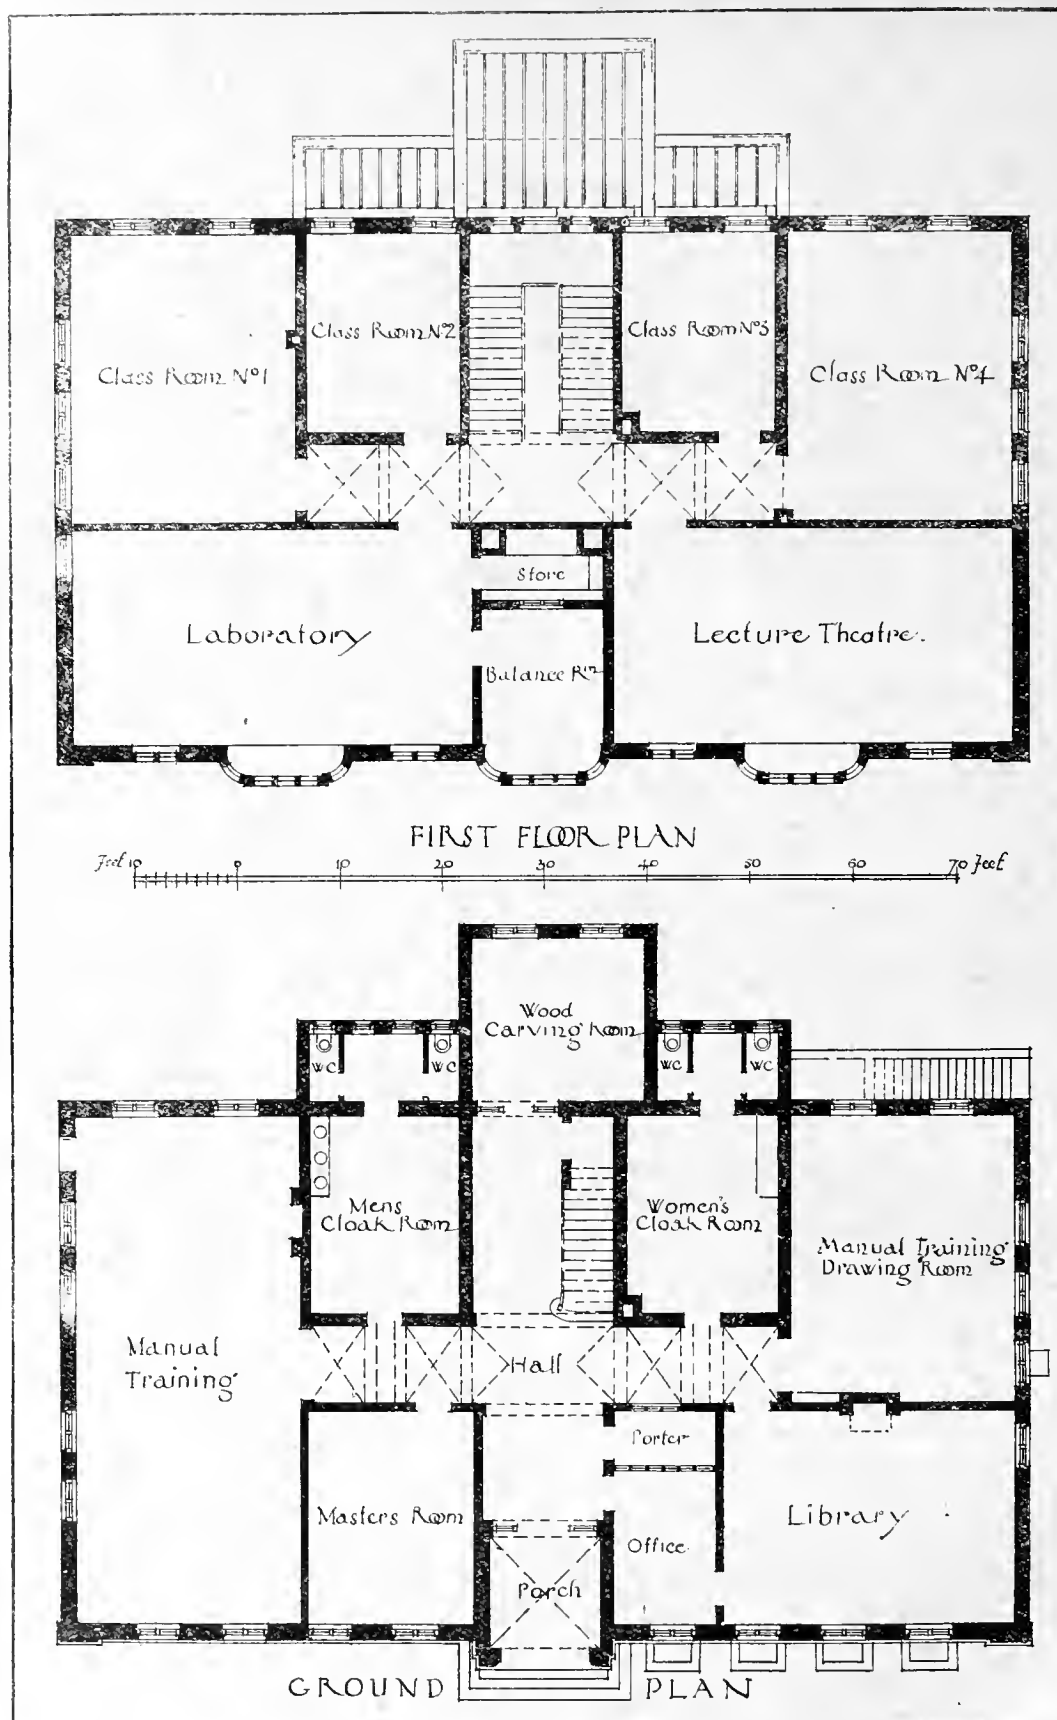 Class Room Nº1
Class Room Nº2
Class Room Nº3
Class Room Nº4
Store
Laboratory
Lecture Theatre.
Balance Rm
FIRST FLOOR PLAN
Feet 10 0 10 20 30 40 50 60 70 Feet
Wood
Carving Room
WC
WC
WC
WC
Mens
Cloak Room
Women's
Cloak Room
Manual Training
Drawing Room
Manual
Training
Hall
Porter
Masters Room
Office
Library
Porch
GROUND PLAN